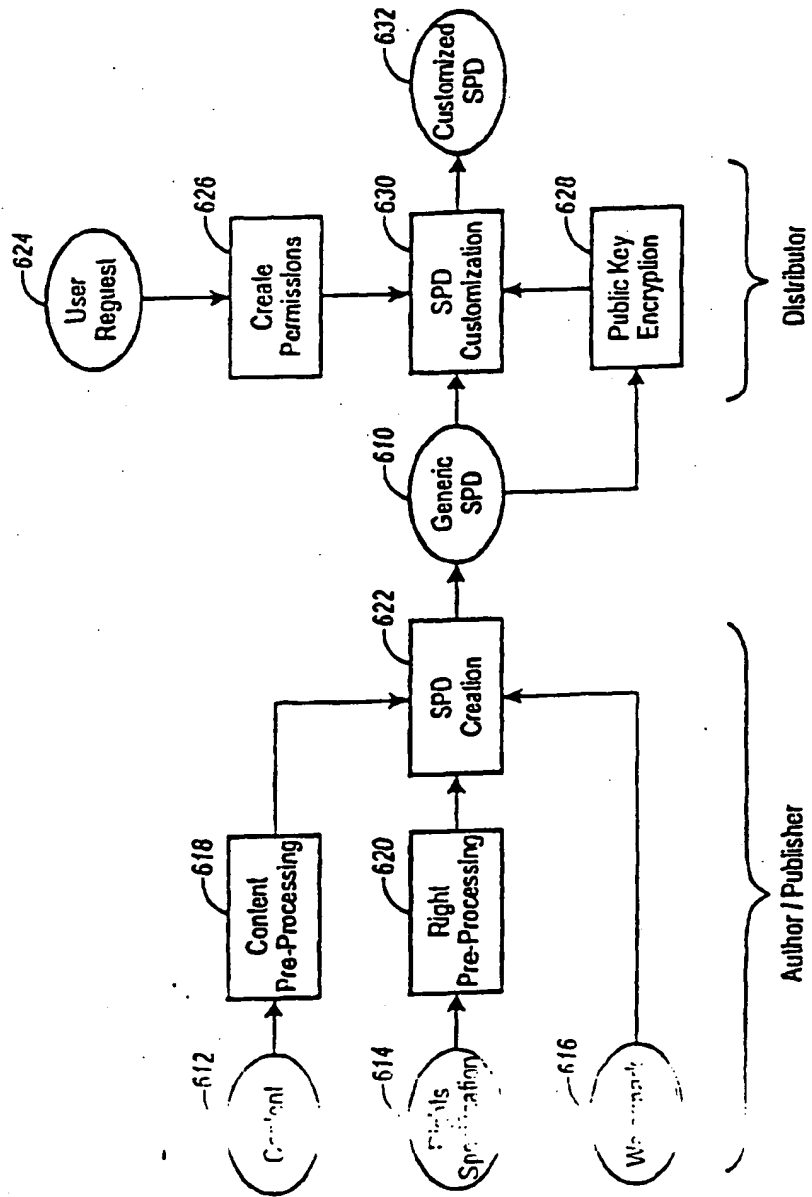 612
618
Content
Pre-Processing
614
620
Right
Pre-Processing
616
622
SPD
Creation
610
Generic
SPD
624
User
Reguest
626
Create
Permissions
630
SPD
Customization
628
Public Key
Encryption
632
Customized
SPD
Author / Publisher
Distributor